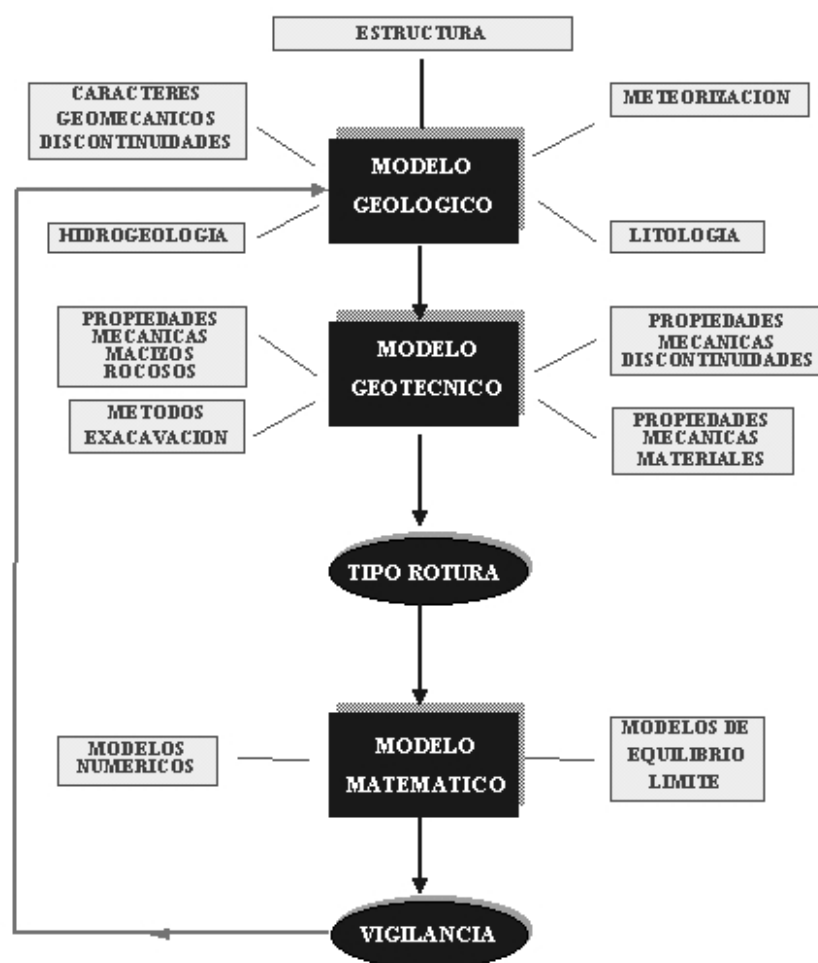 ESTRUCTURA
CARACTERES
GEOMECANICOS
DISCONTINUIDADES
METEORIZACION
MODELO
GEOLOGICO
HIDROGEOLOGIA
LITOLOGIA
PROPIEDADES
MECANICAS
MACIZOS
ROCOSOS
MODELO
GEOTECNICO
PROPIEDADES
MECANICAS
DISCONTINUIDADES
METODOS
EXACAVACION
PROPIEDADES
MECANICAS
MATERIALES
TIPO ROTURA
MODELOS
NUMERICOS
MODELO
MATEMATICO
MODELOS DE
EQUILIBRIO
LIMITE
VIGILANCIA